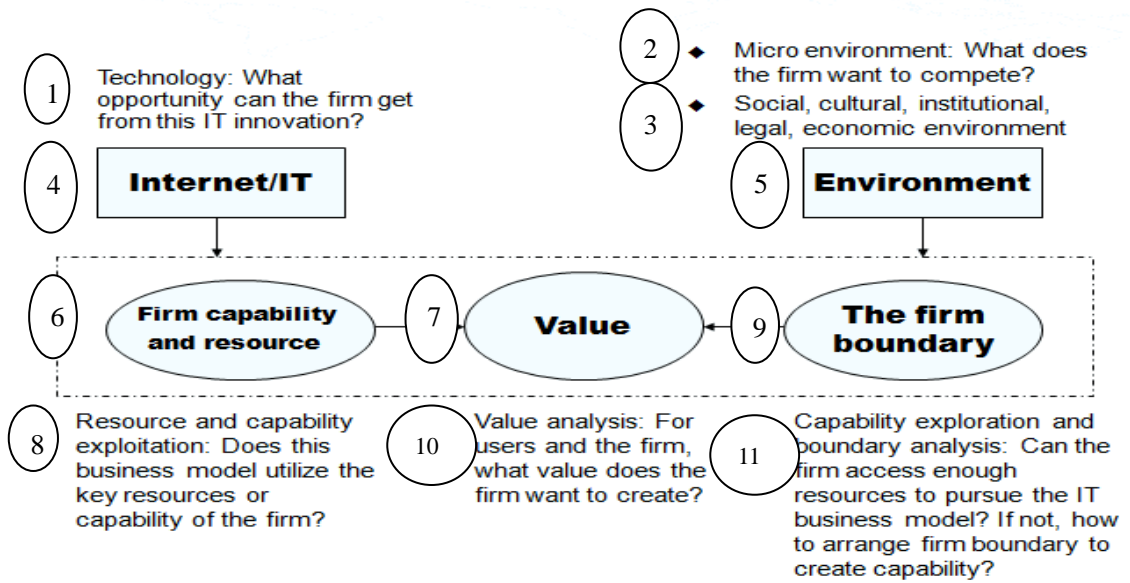 1
Technology: What
opportunity can the firm get
from this IT innovation?
2
◆ Micro environment: What does
the firm want to compete?
3
◆ Social, cultural, institutional,
legal, economic environment
4
Internet/IT
5
Environment
6
Firm capability
and resource
7
Value
9
The firm
boundary
8
Resource and capability
exploitation: Does this
business model utilize the
key resources or
capability of the firm?
10
Value analysis: For
users and the firm,
what value does the
firm want to create?
11
Capability exploration and
boundary analysis: Can the
firm access enough
resources to pursue the IT
business model? If not, how
to arrange firm boundary to
create capability?